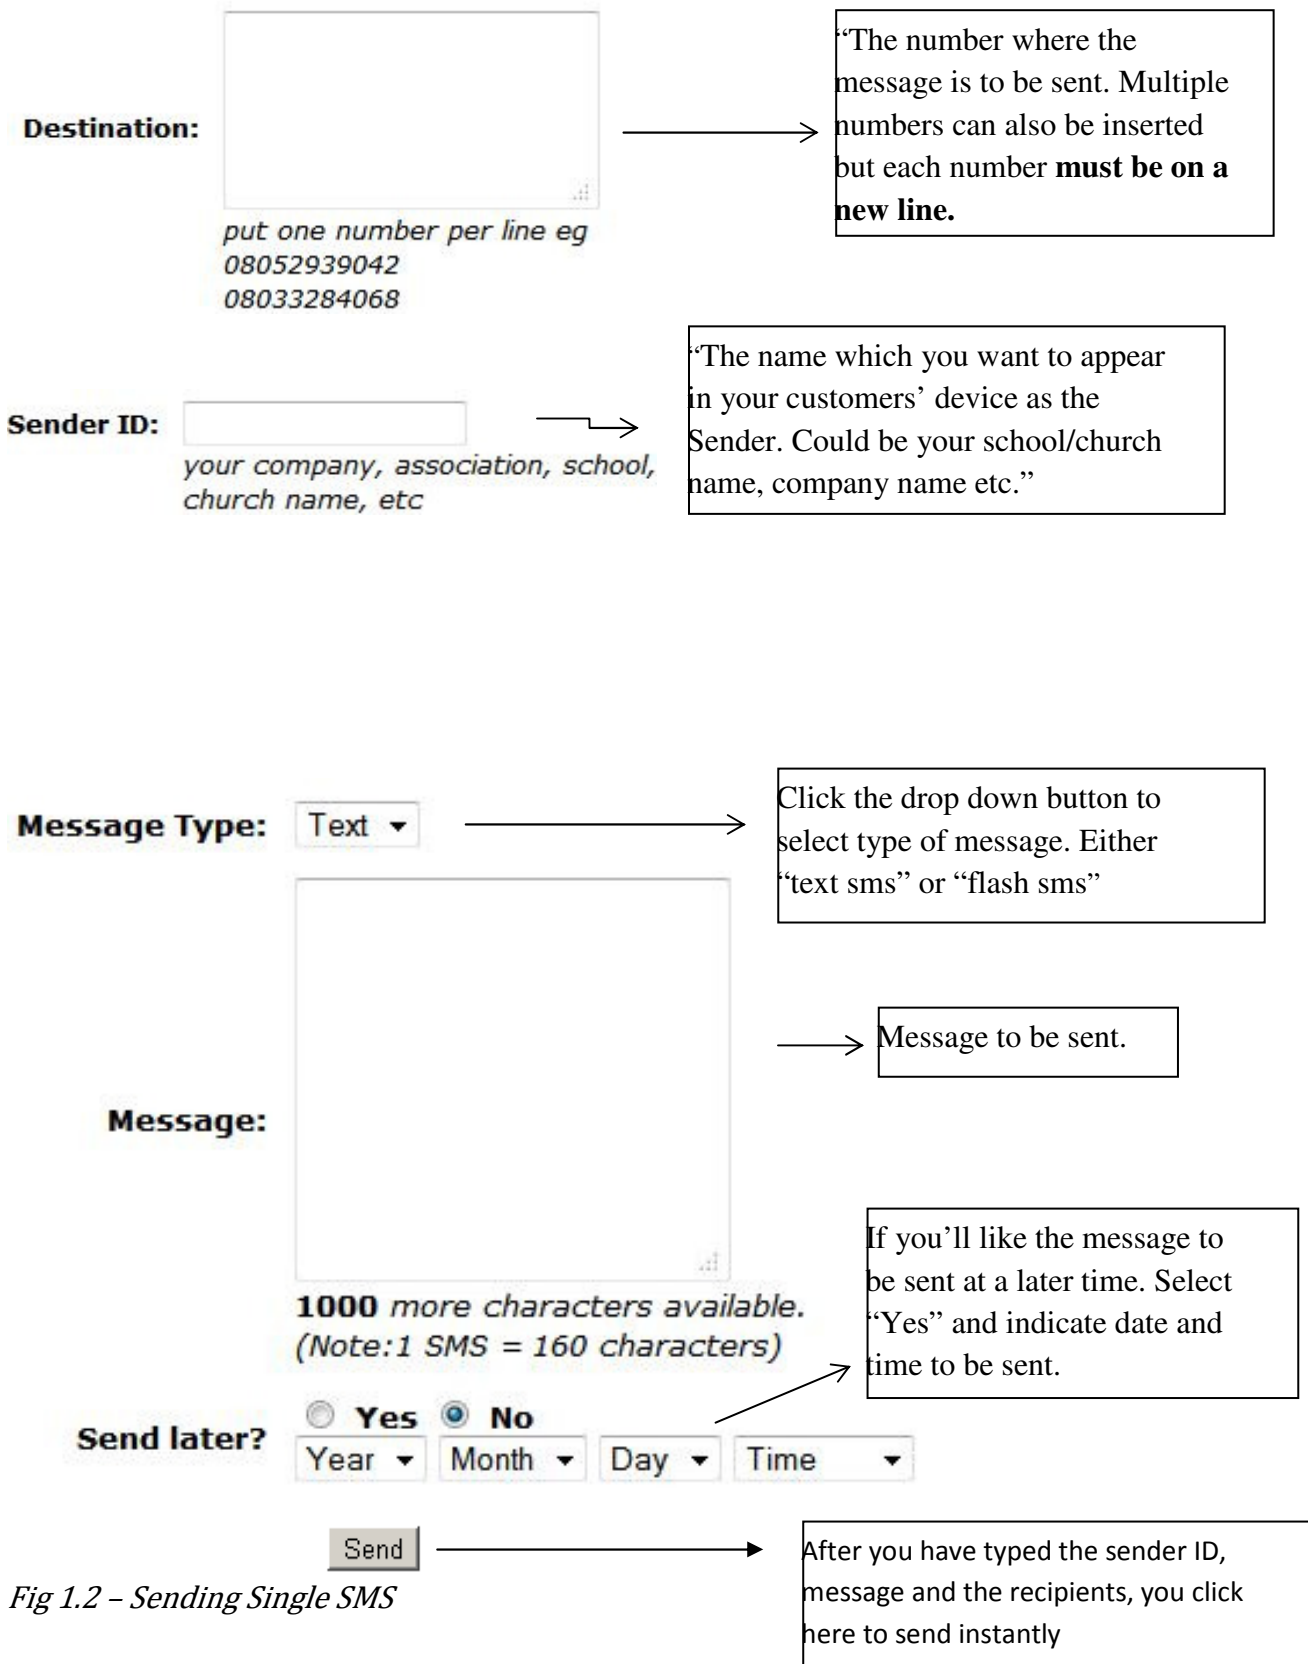 Destination:
put one number per line eg
08052939042
08033284068
“The number where the
message is to be sent. Multiple
numbers can also be inserted
but each number must be on a
new line.
Sender ID:
your company, association, school,
church name, etc
“The name which you want to appear
in your customers’ device as the
Sender. Could be your school/church
name, company name etc.”
Message Type:
Text
Click the drop down button to
select type of message. Either
“text sms” or “flash sms”
Message:
Message to be sent.
1000 more characters available.
(Note:1 SMS = 160 characters)
If you’ll like the message to
be sent at a later time. Select
“Yes” and indicate date and
time to be sent.
Send later?
Yes No
Year Month Day Time
Send
After you have typed the sender ID,
message and the recipients, you click
here to send instantly
Fig 1.2 – Sending Single SMS